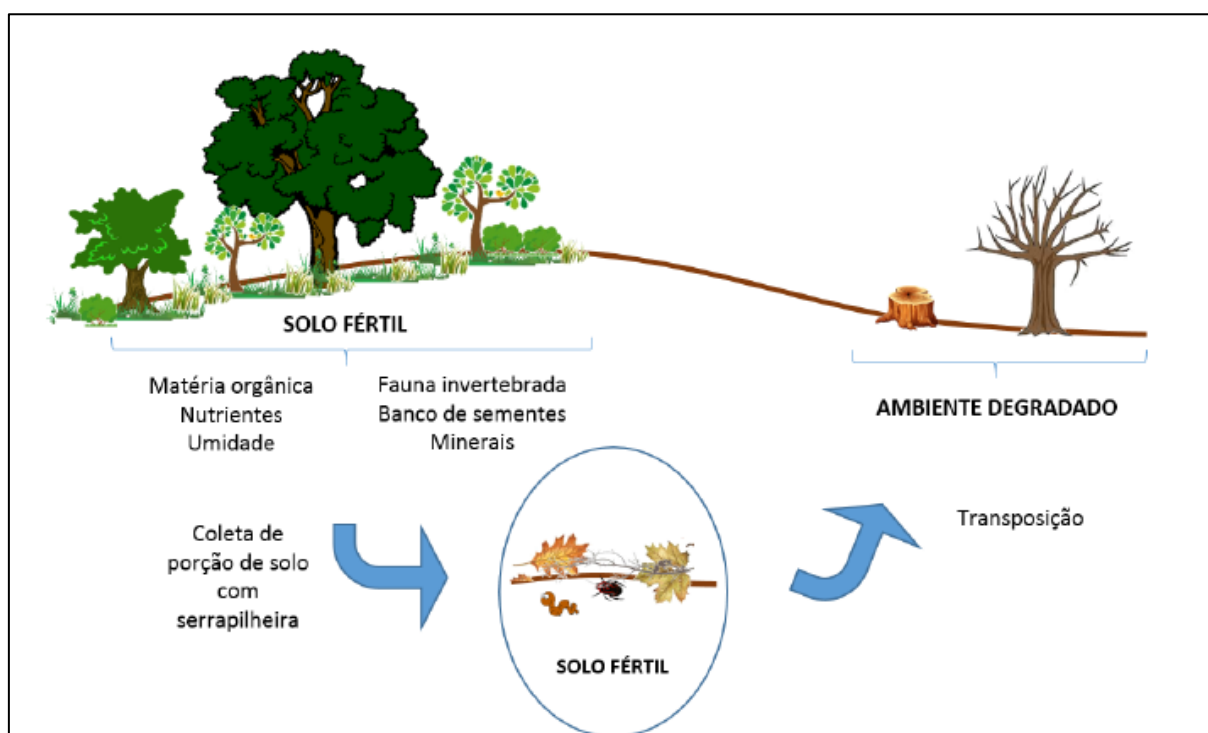 SOLO FÉRTIL
Matéria orgânica
Nutrientes
Umidade
Fauna invertebrada
Banco de sementes
Minerais
AMBIENTE DEGRADADO
Coleta de
porção de solo
com
serrapilheira
SOLO FÉRTIL
Transposição